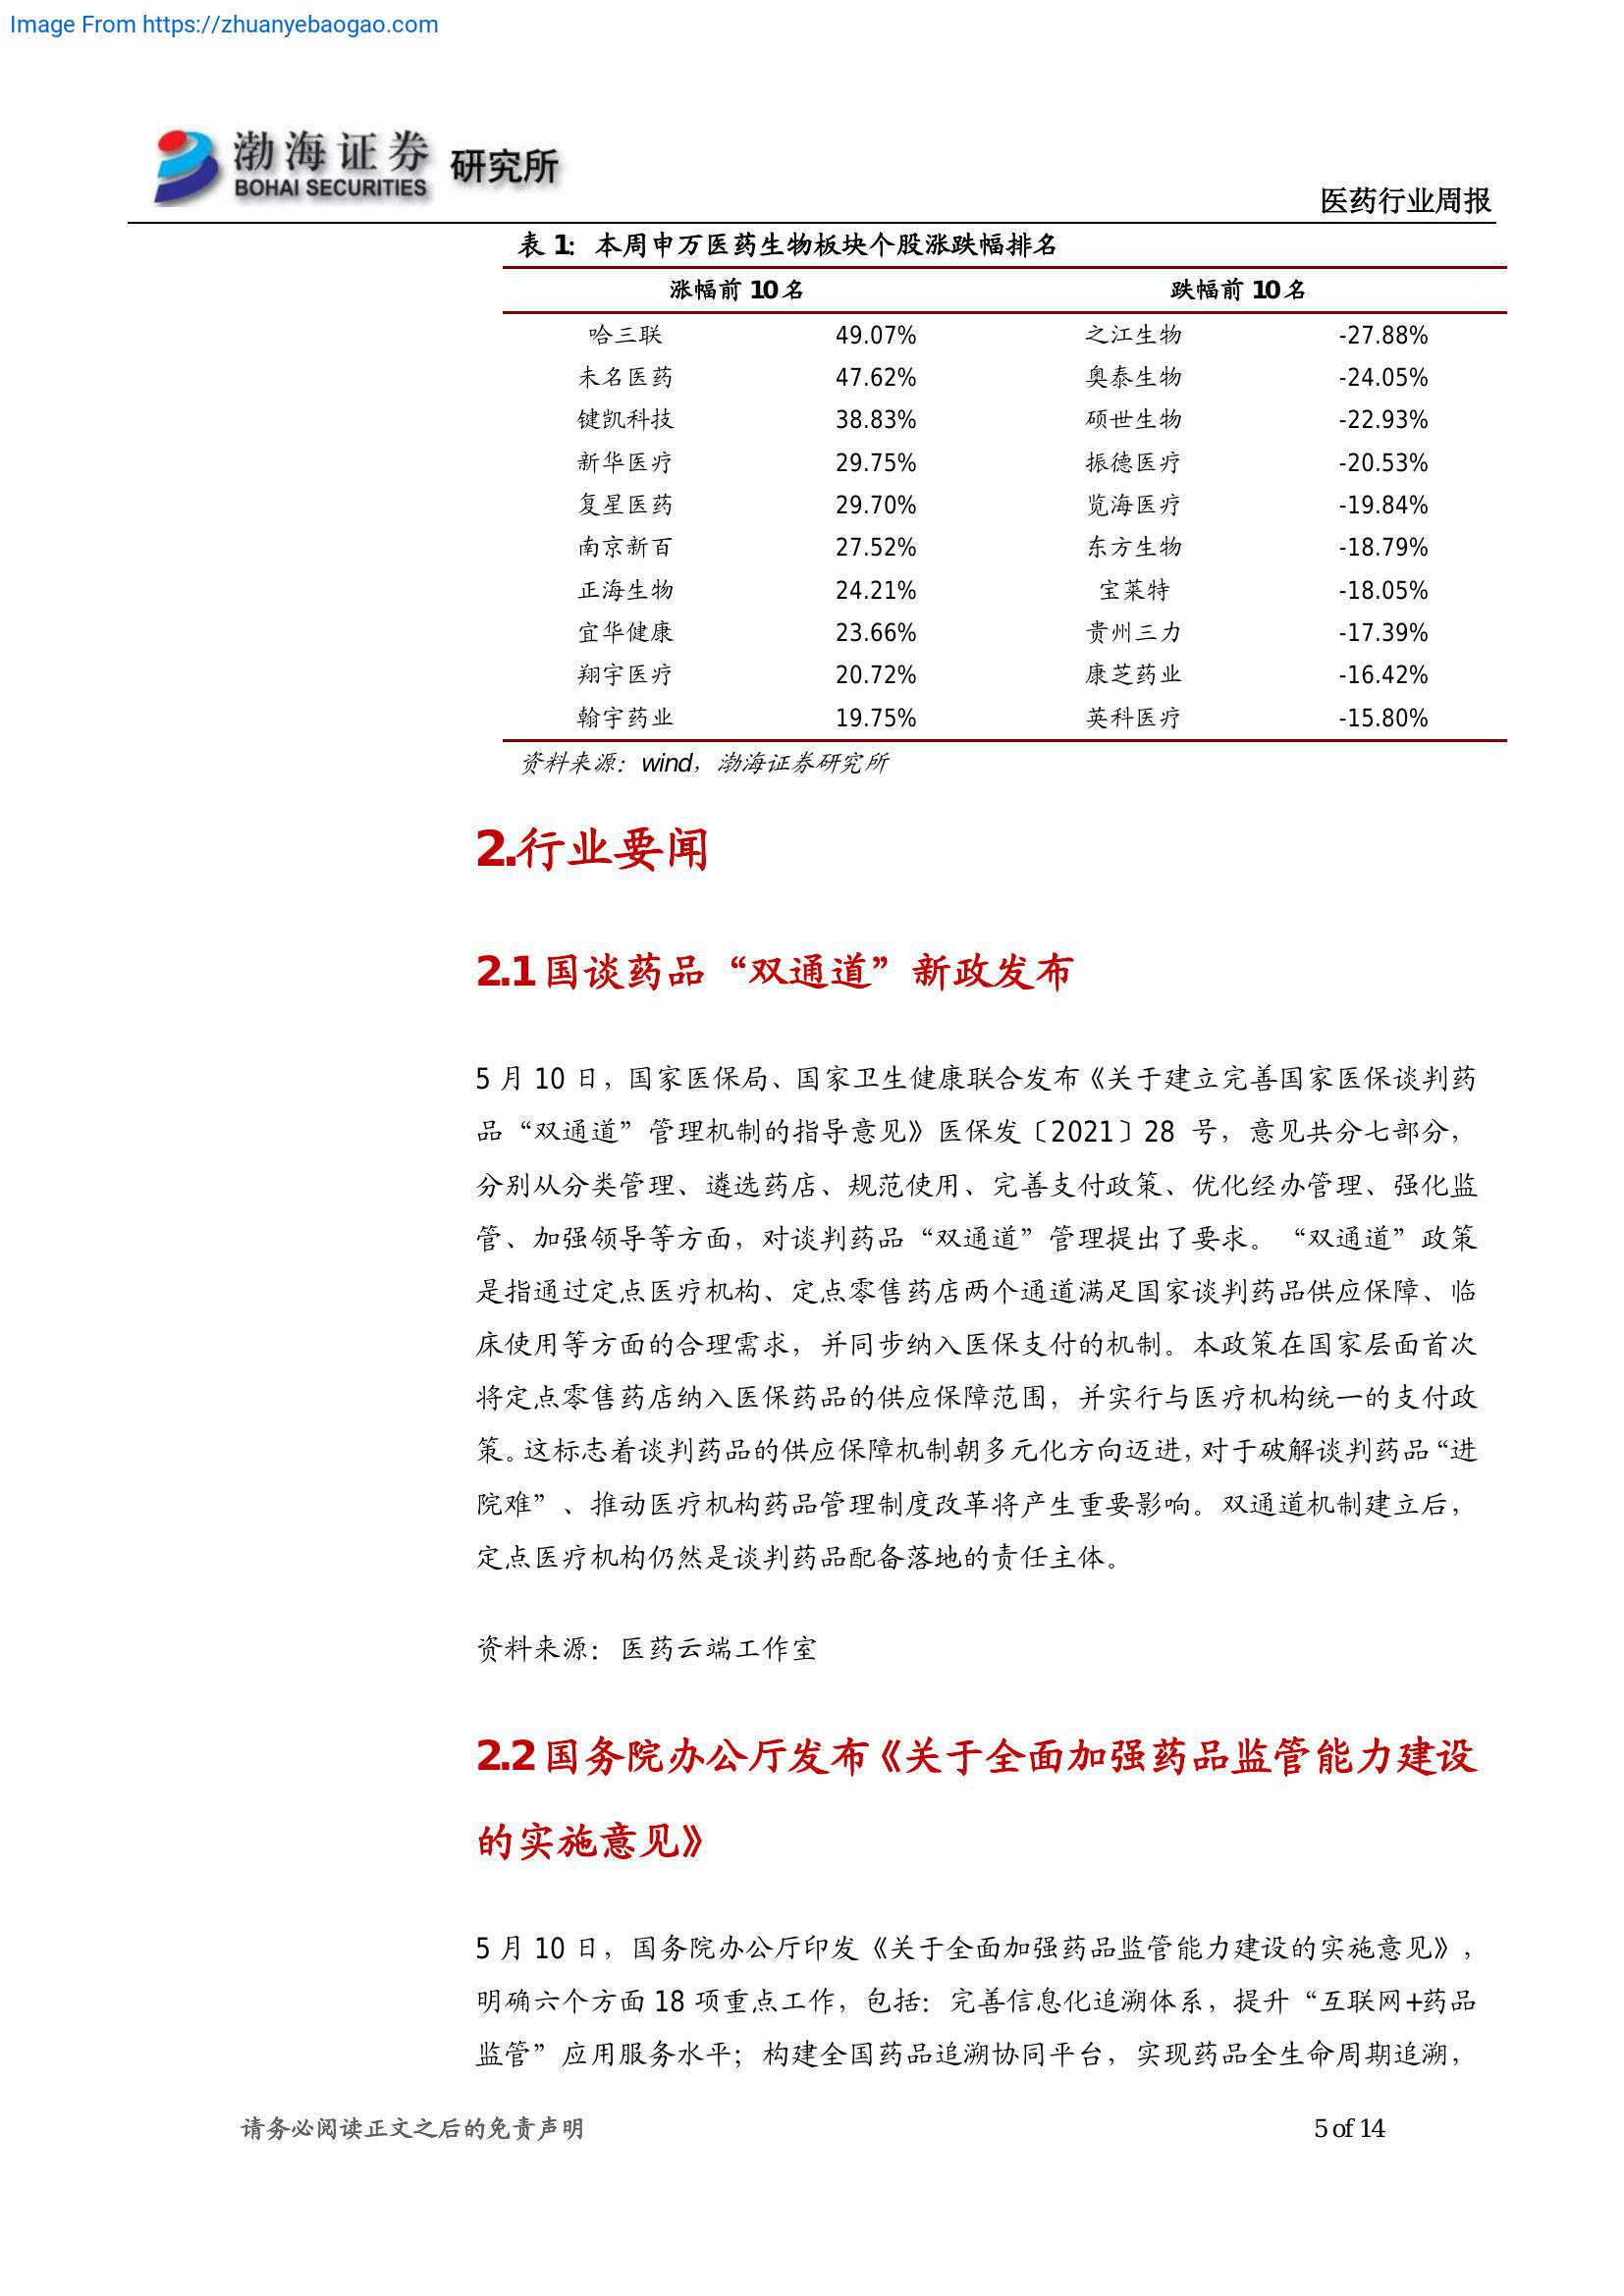 Image From https://zhuanyebaogao.com
渤海证券 研究所
BOHAI SECURITIES
医药行业周报
表 1：本周申万医药生物板块个股涨跌幅排名
涨幅前 10 名 跌幅前 10 名
哈三联 49.07% 之江生物 -27.88%
未名医药 47.62% 奥泰生物 -24.05%
键凯科技 38.83% 硕世生物 -22.93%
新华医疗 29.75% 振德医疗 -20.53%
复星医药 29.70% 览海医疗 -19.84%
南京新百 27.52% 东方生物 -18.79%
正海生物 24.21% 宝莱特 -18.05%
宜华健康 23.66% 贵州三力 -17.39%
翔宇医疗 20.72% 康芝药业 -16.42%
翰宇药业 19.75% 英科医疗 -15.80%
资料来源：wind，渤海证券研究所
2.行业要闻
2.1 国谈药品“双通道”新政发布
5 月 10 日，国家医保局、国家卫生健康联合发布《关于建立完善国家医保谈判药
品“双通道”管理机制的指导意见》医保发〔2021〕28 号，意见共分七部分，
分别从分类管理、遴选药店、规范使用、完善支付政策、优化经办管理、强化监
管、加强领导等方面，对谈判药品“双通道”管理提出了要求。“双通道”政策
是指通过定点医疗机构、定点零售药店两个通道满足国家谈判药品供应保障、临
床使用等方面的合理需求，并同步纳入医保支付的机制。本政策在国家层面首次
将定点零售药店纳入医保药品的供应保障范围，并实行与医疗机构统一的支付政
策。这标志着谈判药品的供应保障机制朝多元化方向迈进，对于破解谈判药品“进
院难”、推动医疗机构药品管理制度改革将产生重要影响。双通道机制建立后，
定点医疗机构仍然是谈判药品配备落地的责任主体。
资料来源：医药云端工作室
2.2 国务院办公厅发布《关于全面加强药品监管能力建设
的实施意见》
5 月 10 日，国务院办公厅印发《关于全面加强药品监管能力建设的实施意见》，
明确六个方面 18 项重点工作，包括：完善信息化追溯体系，提升“互联网+药品
监管”应用服务水平；构建全国药品追溯协同平台，实现药品全生命周期追溯，
请务必阅读正文之后的免责声明 5 of 14